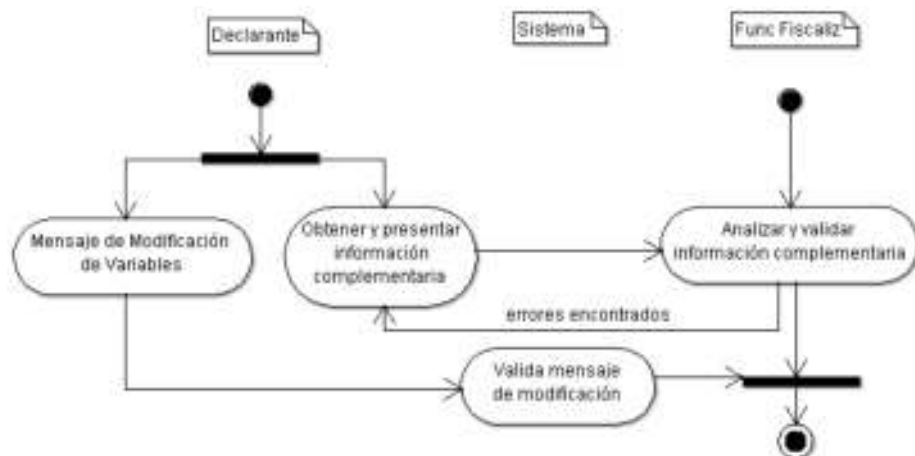 Declarante
Sistema
Func Fiscaliz
Mensaje de Modificación
de Variables
Obtener y presentar
información
complementaria
Analizar y validar
información complementaria
errores encontrados
Valida mensaje
de modificación